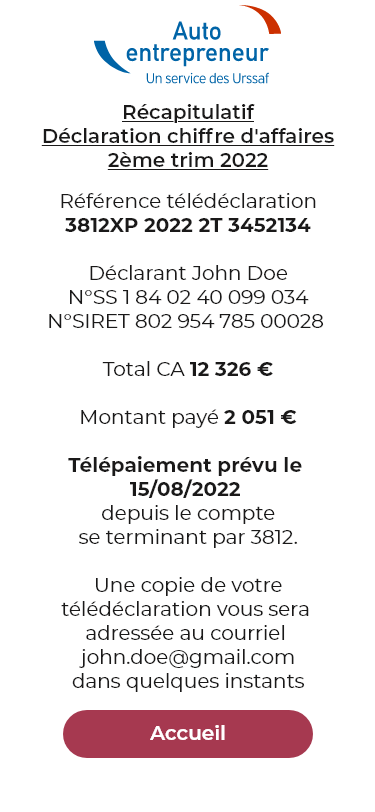 Auto
entrepreneur
Un service des Urssaf
Récapitulatif
Déclaration chiffre d'affaires
2ème trim 2022
Référence télédéclaration
3812XP 2022 2T 3452134
Déclarant John Doe
N°SS 1 84 02 40 099 034
N°SIRET 802 954 785 00028
Total CA 12 326 €
Montant payé 2 051 €
Télépaiement prévu le
15/08/2022
depuis le compte
se terminant par 3812.
Une copie de votre
télédéclaration vous sera
adressée au courriel
john.doe@gmail.com
dans quelques instants
Accueil